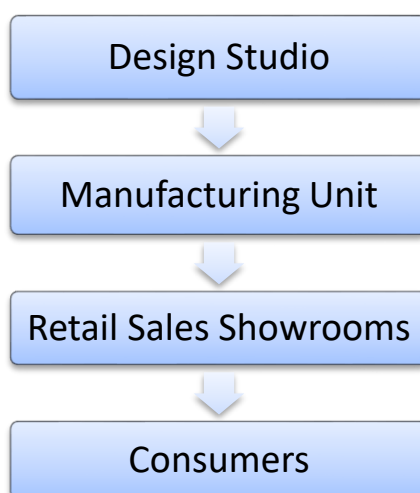 Design Studio
Manufacturing Unit
Retail Sales Showrooms
Consumers